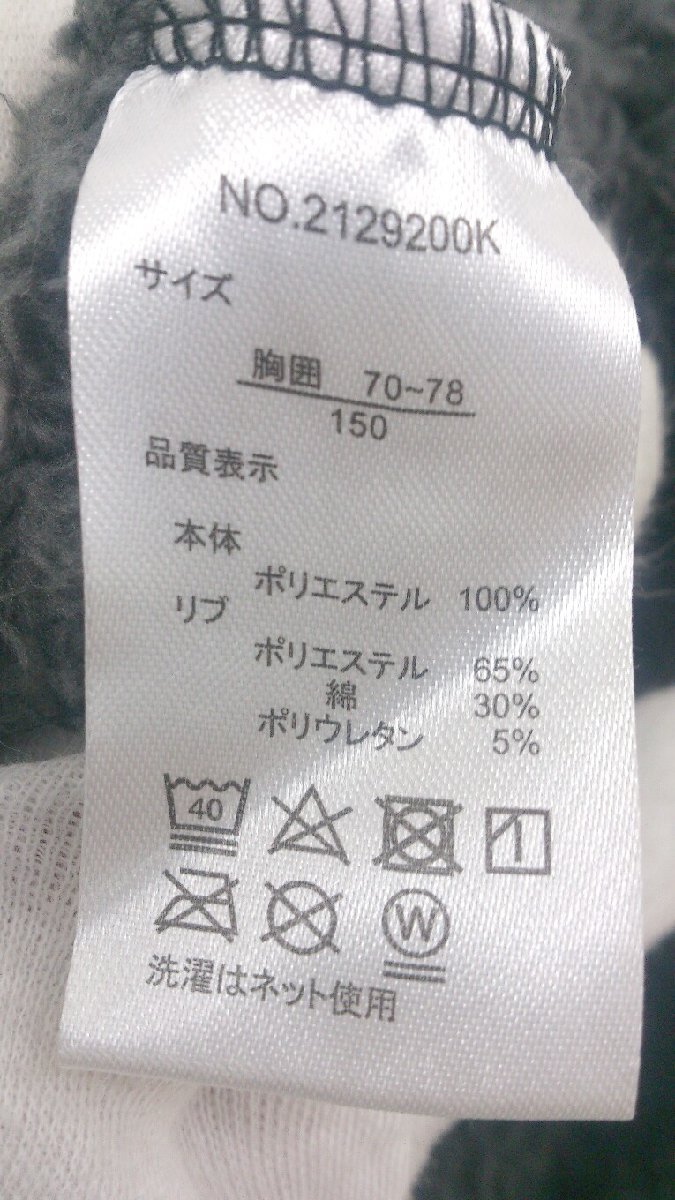 NO.2129200K
サイズ
胸囲 70~78
150
品質表示
本体
ポリエステル 100%
リブ
ポリエステル 65%
綿 30%
ポリウレタン 5%
40
W
洗濯はネット使用